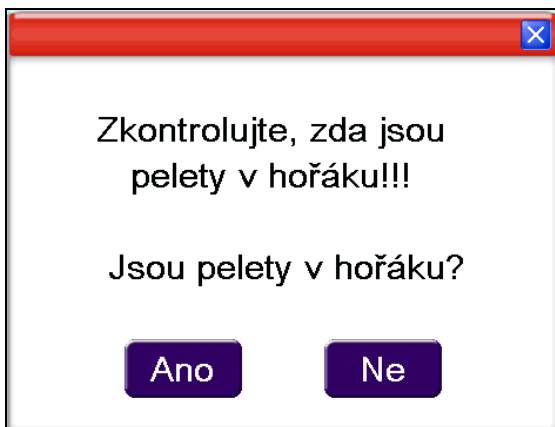 Zkontrolujte, zda jsou
pelety v hořáku!!!
Jsou pelety v hořáku?
Ano
Ne